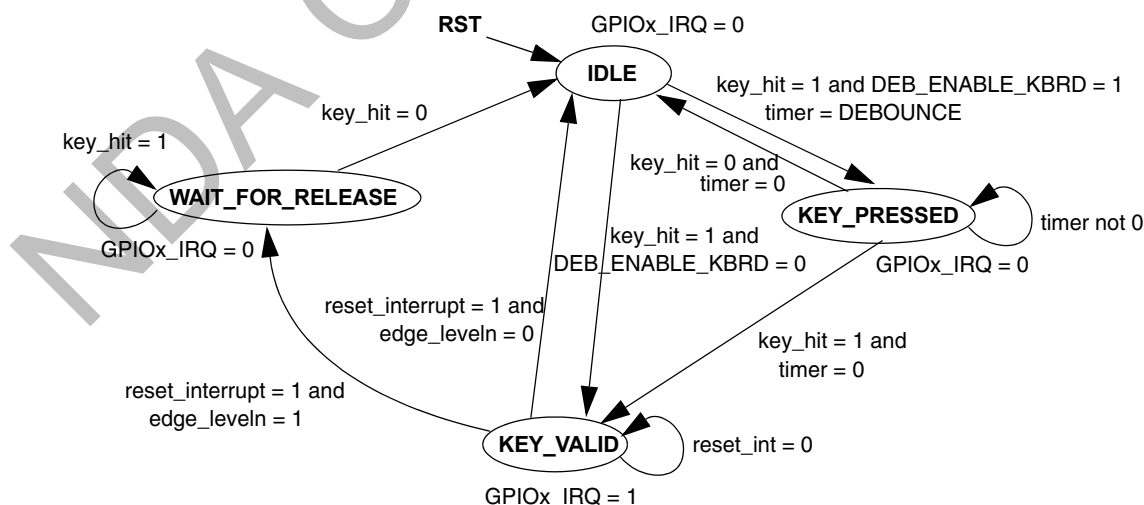 RST
GPIOx_IRQ = 0
IDLE
key_hit = 1 and DEB_ENABLE_KBRD = 1
timer = DEBOUNCE
key_hit = 0
key_hit = 1
key_hit = 0 and
timer = 0
WAIT_FOR_RELEASE
KEY_PRESSED
timer not 0
GPIOx_IRQ = 0
GPIOx_IRQ = 0
key_hit = 1 and
DEB_ENABLE_KBRD = 0
reset_interrupt = 1 and
edge_leveln = 0
key_hit = 1 and
timer = 0
reset_interrupt = 1 and
edge_leveln = 1
KEY_VALID
reset_int = 0
GPIOx IRQ = 1
NDA